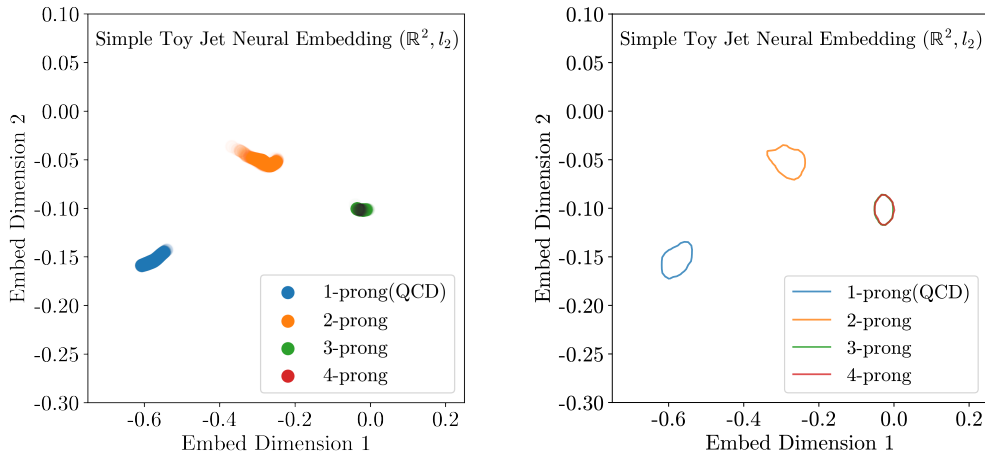 Simple Toy Jet Neural Embedding (ℝ², l₂)
Embed Dimension 2
0.10
0.05
0.00
-0.05
-0.10
-0.15
-0.20
-0.25
-0.30
1-prong(QCD)
2-prong
3-prong
4-prong
-0.6
-0.4
-0.2
0.0
0.2
Embed Dimension 1
Simple Toy Jet Neural Embedding (ℝ², l₂)
Embed Dimension 2
0.10
0.05
0.00
-0.05
-0.10
-0.15
-0.20
-0.25
-0.30
1-prong(QCD)
2-prong
3-prong
4-prong
-0.6
-0.4
-0.2
0.0
0.2
Embed Dimension 1